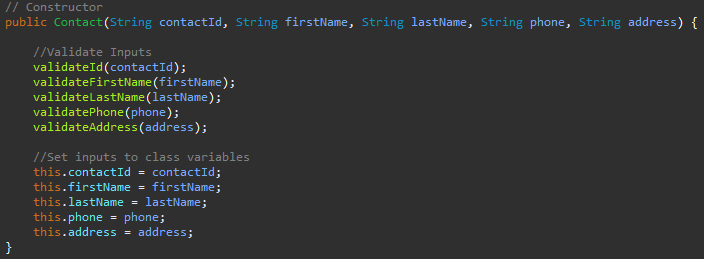 // Constructor
public Contact(String contactId, String firstName, String lastName, String phone, String address) {
//Validate Inputs
validateId(contactId);
validateFirstName(firstName);
validateLastName(lastName);
validatePhone(phone);
validateAddress(address);
//Set inputs to class variables
this.contactId = contactId;
this.firstName = firstName;
this.lastName = lastName;
this.phone = phone;
this.address = address;
}